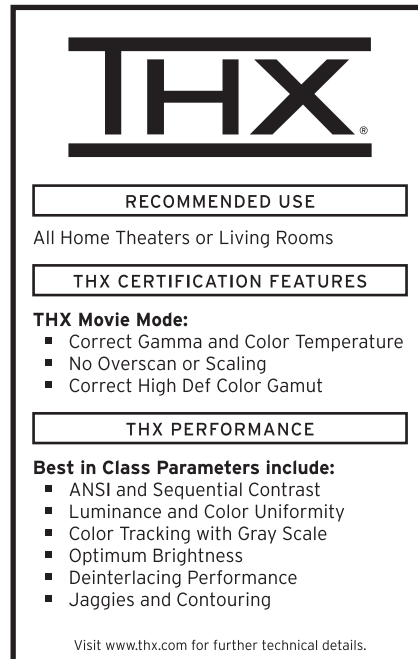 THX®
RECOMMENDED USE
All Home Theaters or Living Rooms
THX CERTIFICATION FEATURES
THX Movie Mode:
▪ Correct Gamma and Color Temperature
▪ No Overscan or Scaling
▪ Correct High Def Color Gamut
THX PERFORMANCE
Best in Class Parameters include:
▪ ANSI and Sequential Contrast
▪ Luminance and Color Uniformity
▪ Color Tracking with Gray Scale
▪ Optimum Brightness
▪ Deinterlacing Performance
▪ Jaggies and Contouring
Visit www.thx.com for further technical details.